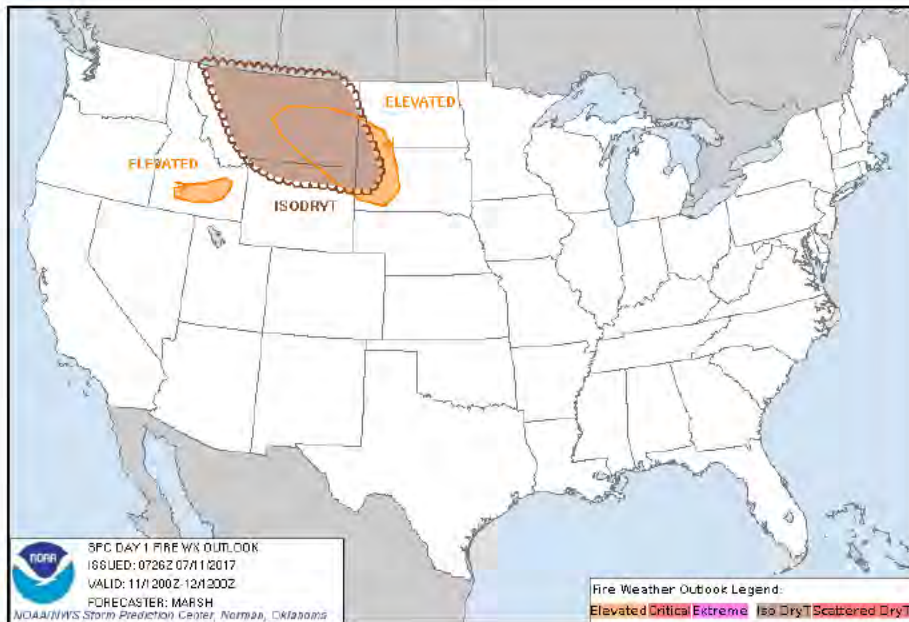 ELEVATED
ELEVATED
ISODRYT
NOAA
SPC DAY 1 FIRE WX OUTLOOK
ISSUED: 0726Z 07/11/2017
VALID: 11/1200Z-12/1200Z
FORECASTER: MARSH
NOAA/NWS Storm Prediction Center, Norman, Oklahoma
Fire Weather Outlook Legend:
Elevated Critical Extreme Iso DryT Scattered DryT